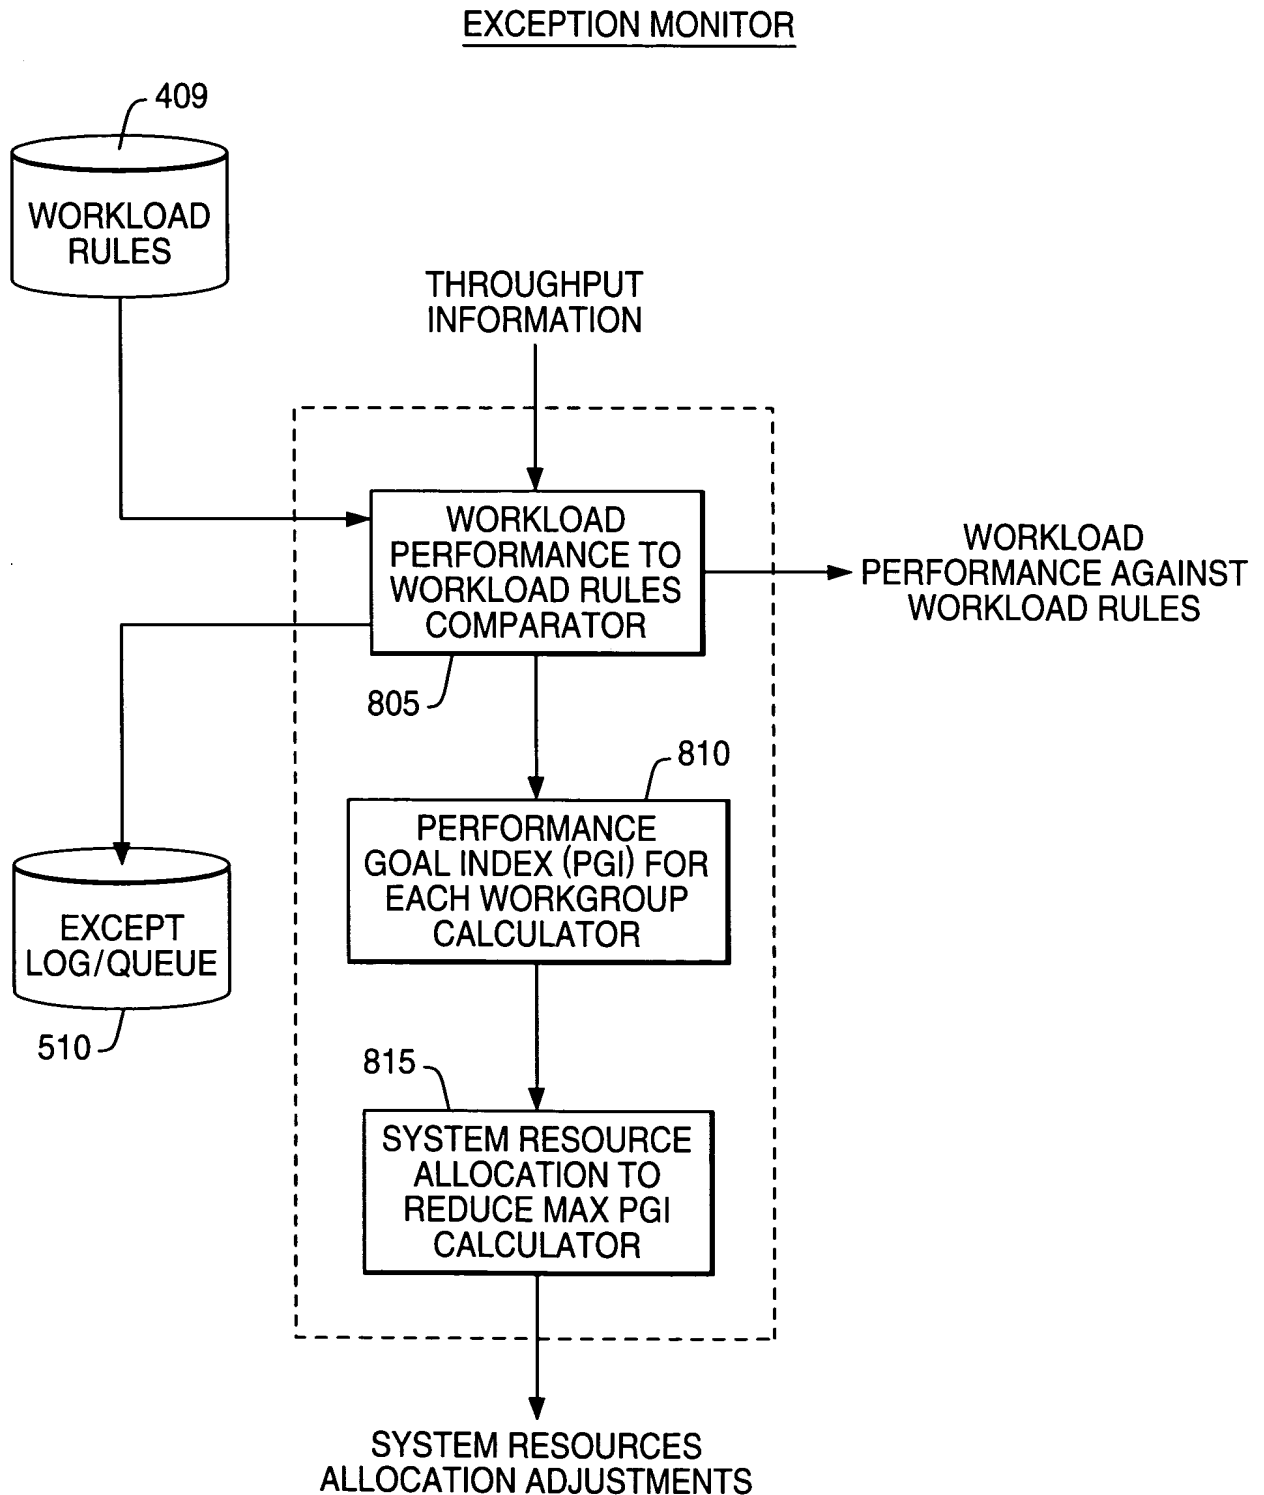 EXCEPTION MONITOR
409
WORKLOAD
RULES
THROUGHPUT
INFORMATION
WORKLOAD
PERFORMANCE TO
WORKLOAD RULES
COMPARATOR
805
WORKLOAD
PERFORMANCE AGAINST
WORKLOAD RULES
810
PERFORMANCE
GOAL INDEX (PGI) FOR
EACH WORKGROUP
CALCULATOR
EXCEPT
LOG/QUEUE
510
815
SYSTEM RESOURCE
ALLOCATION TO
REDUCE MAX PGI
CALCULATOR
SYSTEM RESOURCES
ALLOCATION ADJUSTMENTS